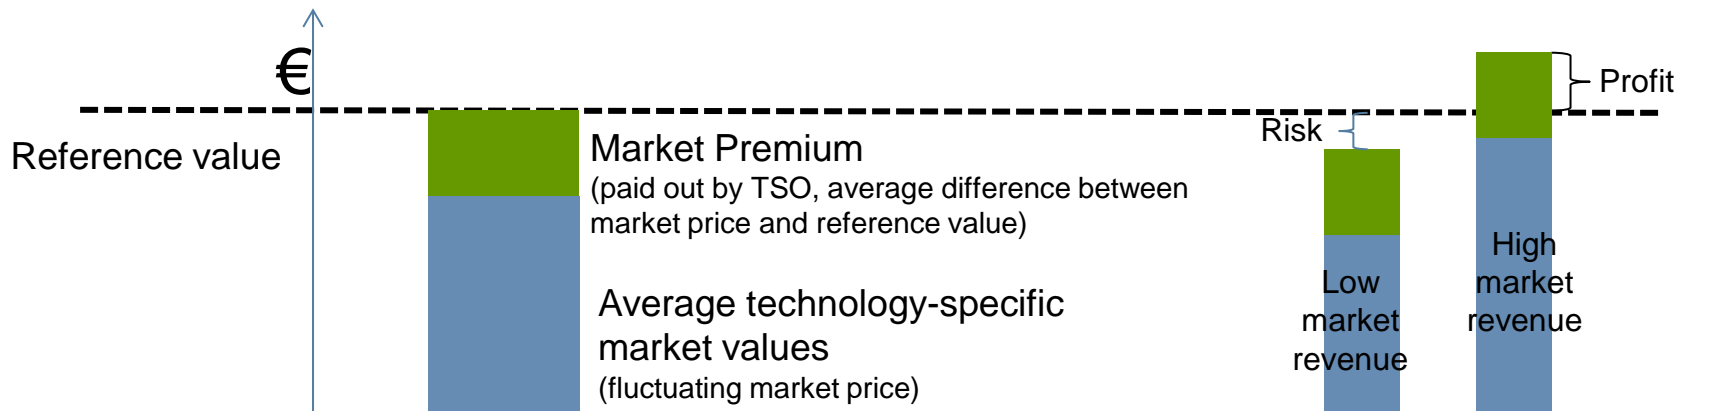 €
Reference value
Market Premium
(paid out by TSO, average difference between
market price and reference value)
Average technology-specific
market values
(fluctuating market price)
Risk
Low
market
revenue
Profit
High
market
revenue